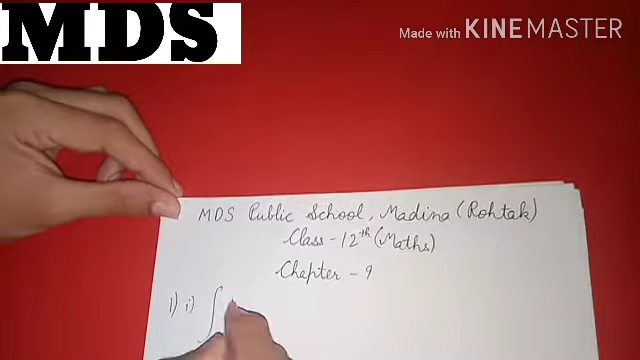 MDS
Made with KINEMASTER
MDS Public School, Madina (Rohtak)
Class - 12th (Maths)
Chapter - 9
1) i) ∫